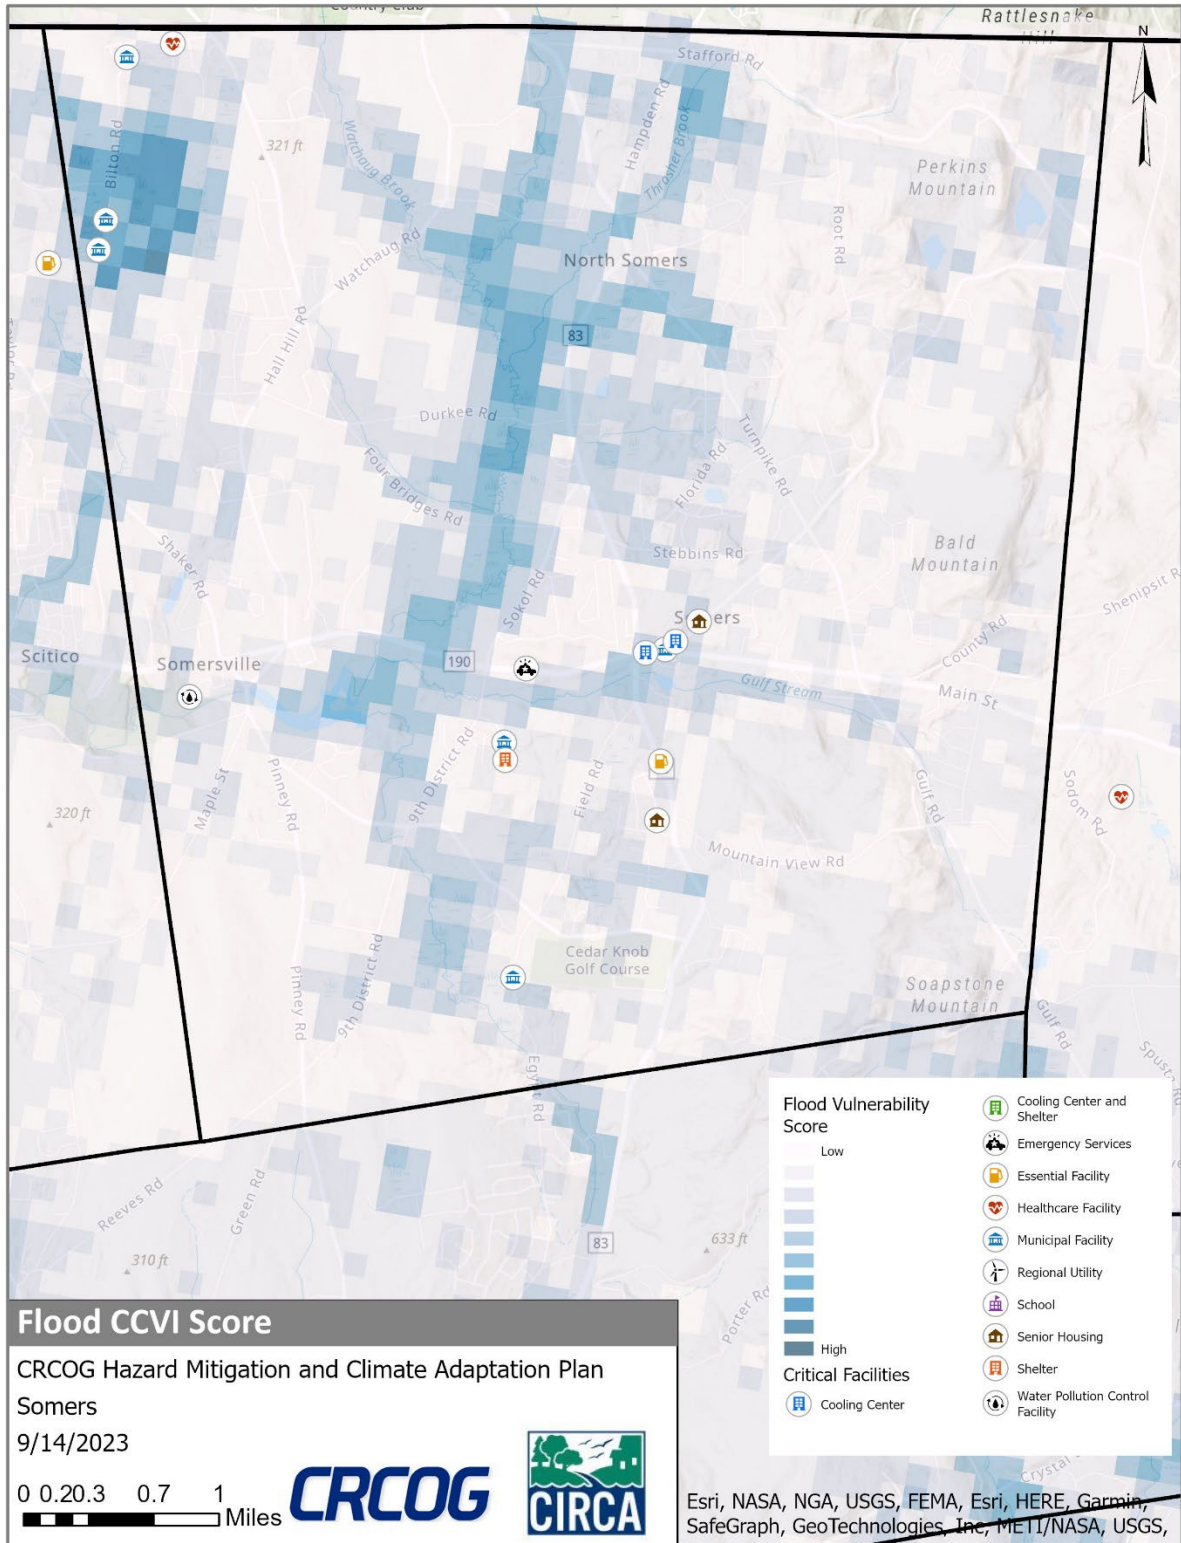 Country Club
Rattlesnake
Hill
N
Stafford Rd
Hampden Rd
Thrasher Brook
Watchaug Brook
Bilton Rd
321 ft
Perkins
Mountain
Root Rd
Watchaug Rd
North Somers
83
Hall Hill Rd
Taylor Rd
Durkee Rd
Turnpike Rd
Florida Rd
Four Bridges Rd
Stebbins Rd
Bald
Mountain
Shaker Rd
Sokol Rd
Shenipsit R
County Rd
Scitico
Somersville
190
Gulf Stream
Main St
9th District Rd
Pinney Rd
Maple St
Field Rd
Gulf Rd
Sodom Rd
320 ft
Mountain View Rd
Cedar Knob
Golf Course
Pinney Rd
9th District Rd
Soapstone
Mountain
Gulf Rd
Egypt Rd
Reeves Rd
Green Rd
310 ft
83
633 ft
Porter Rd
Flood Vulnerability
Score
Low
High
Critical Facilities
Cooling Center
Cooling Center and
Shelter
Emergency Services
Essential Facility
Healthcare Facility
Municipal Facility
Regional Utility
School
Senior Housing
Shelter
Water Pollution Control
Facility
Flood CCVI Score
CRCOG Hazard Mitigation and Climate Adaptation Plan
Somers
9/14/2023
0 0.20.3 0.7 1
Miles
CRCOG
CIRCA
Crystal
Esri, NASA, NGA, USGS, FEMA, Esri, HERE, Garmin,
SafeGraph, GeoTechnologies, Inc, METI/NASA, USGS,